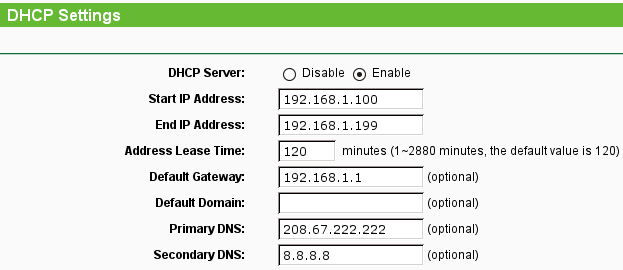 DHCP Settings
DHCP Server: Disable Enable
Start IP Address: 192.168.1.100
End IP Address: 192.168.1.199
Address Lease Time: 120 minutes (1~2880 minutes, the default value is 120)
Default Gateway: 192.168.1.1 (optional)
Default Domain: (optional)
Primary DNS: 208.67.222.222 (optional)
Secondary DNS: 8.8.8.8 (optional)